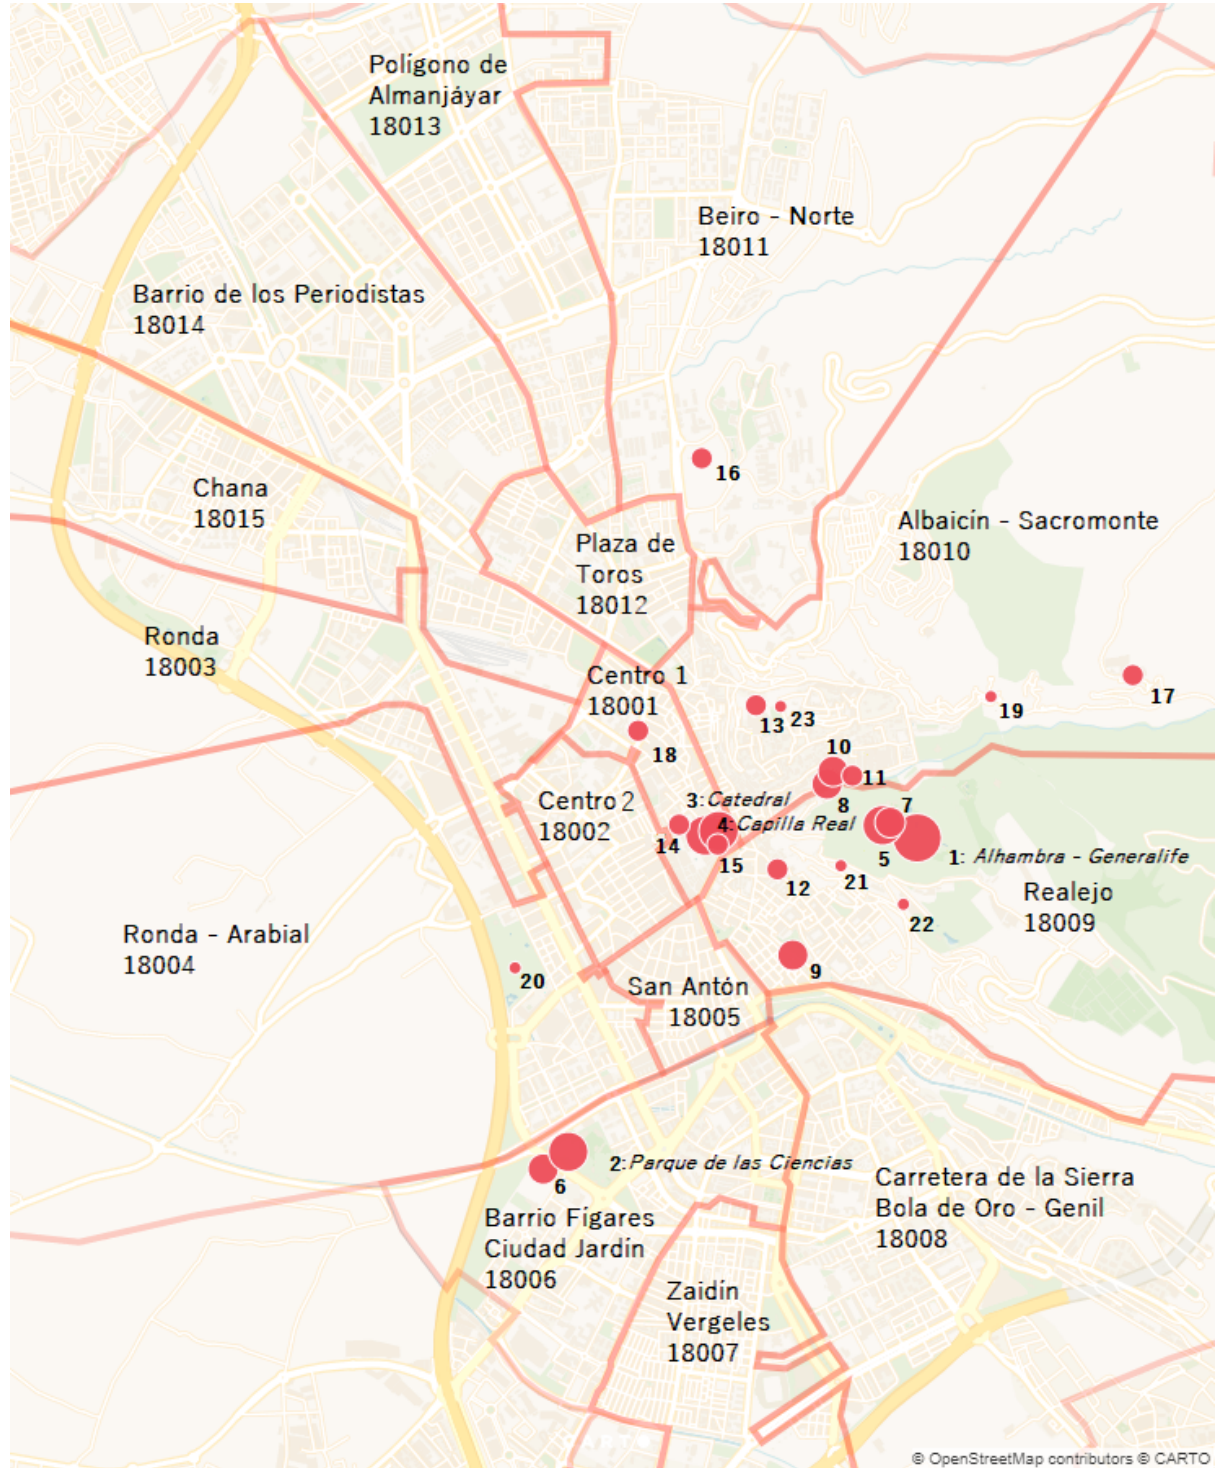 Polígono de
Almanjáyar
18013
Beiro - Norte
18011
Barrio de los Periodistas
18014
16
Chana
18015
Albaicín - Sacromonte
18010
Plaza de
Toros
18012
Ronda
18003
Centro 1
18001
17
19
13
23
18
10
11
Centro 2
18002
3: Catedral
8
7
4: Capilla Real
14
15
5
1: Alhambra - Generalife
12
21
Realejo
18009
22
Ronda - Arabial
18004
20
9
San Antón
18005
2: Parque de las Ciencias
6
Carretera de la Sierra
Bola de Oro - Genil
18008
Barrio Fígares
Ciudad Jardín
18006
Zaidín
Vergeles
18007
© OpenStreetMap contributors © CARTO